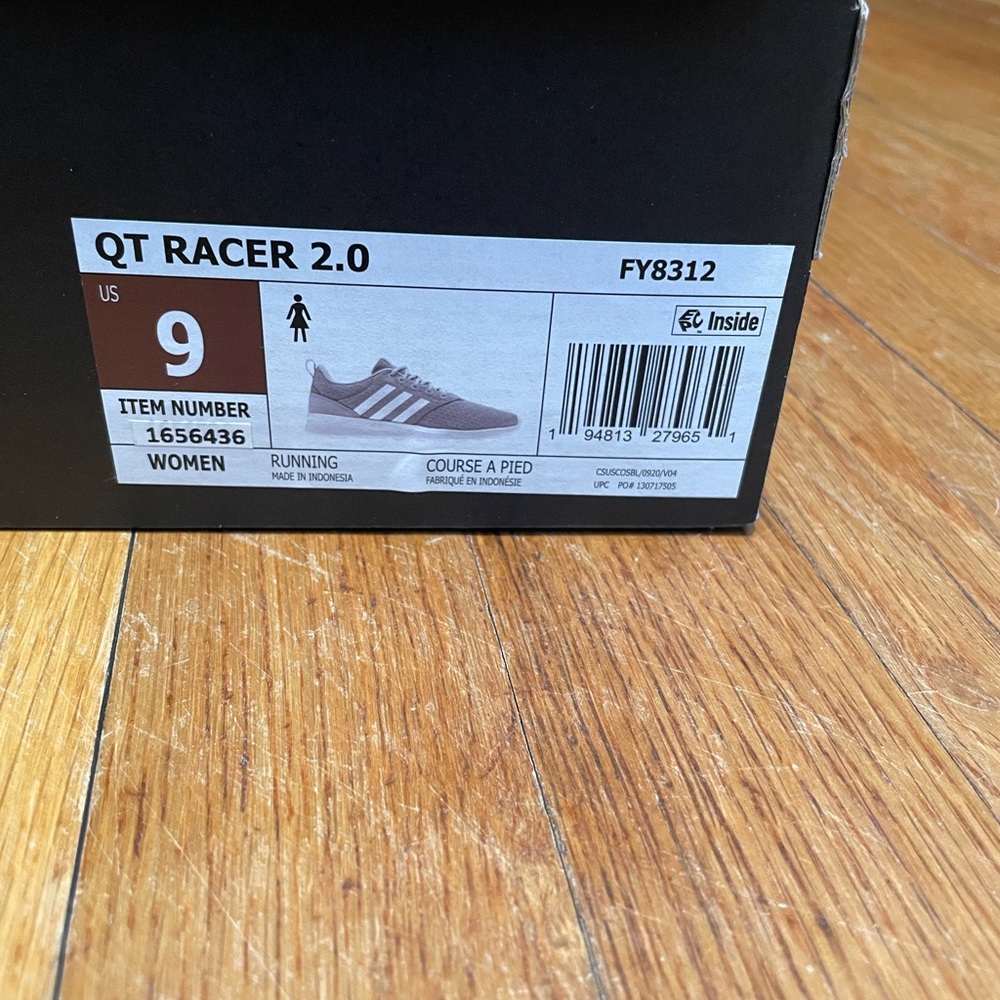 QT RACER 2.0
FY8312
US
9
EPC Inside
ITEM NUMBER
1656436
WOMEN
1 94813 27965 1
RUNNING
MADE IN INDONESIA
COURSE A PIED
FABRIQUÉ EN INDONÉSIE
CSUSCOSBL/0920/V04
UPC PO# 130717505